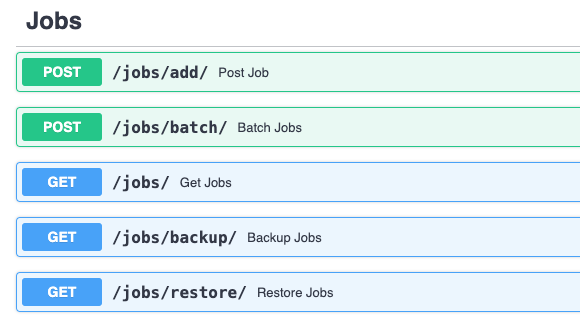 Jobs
POST /jobs/add/ Post Job
POST /jobs/batch/ Batch Jobs
GET /jobs/ Get Jobs
GET /jobs/backup/ Backup Jobs
GET /jobs/restore/ Restore Jobs